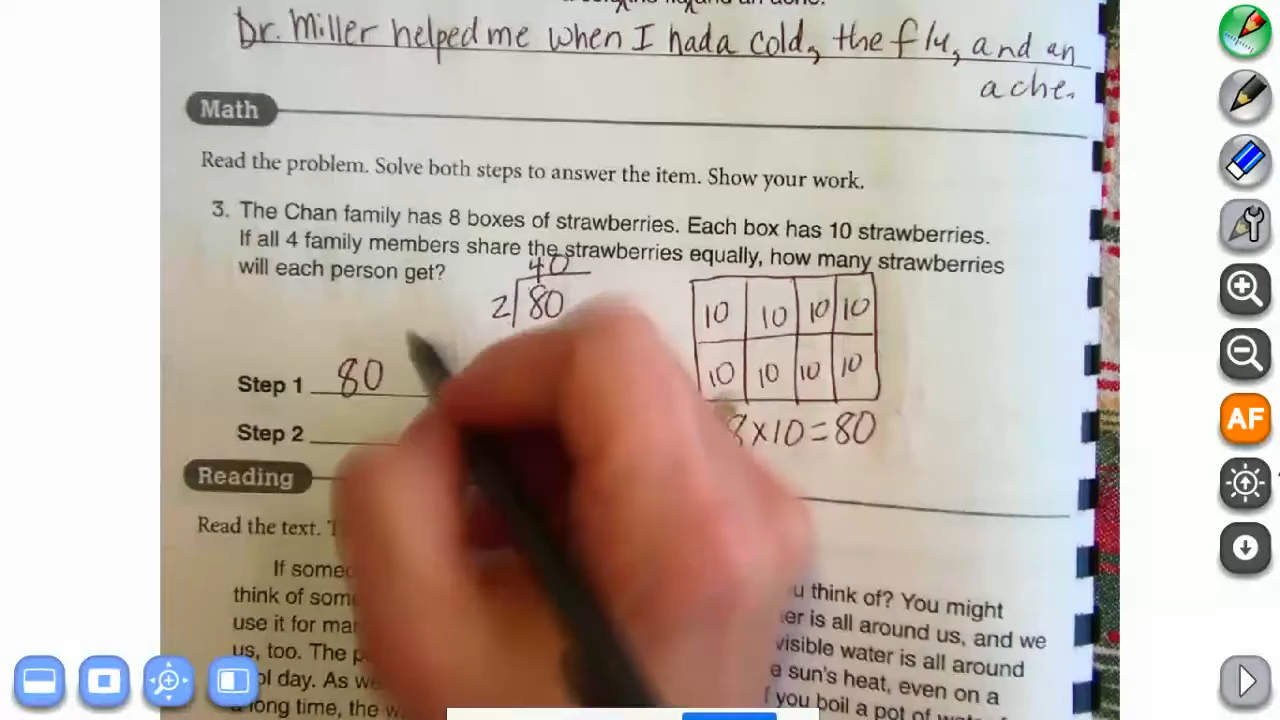 Dr. Miller helped me when I had a cold, the flu, and an
ache.
Math
Read the problem. Solve both steps to answer the item. Show your work.
3. The Chan family has 8 boxes of strawberries. Each box has 10 strawberries.
If all 4 family members share the strawberries equally, how many strawberries
will each person get?
40
2 80
10 10 10 10
10 10 10 10
Step 1 80
8x10=80
Step 2
Reading
Read the text.
If
think of you think of? You might
use it for is all around us, and we
us, too. The visible water is all around
day. As sun's heat, even on a
long time, the you boil a pot of
AF